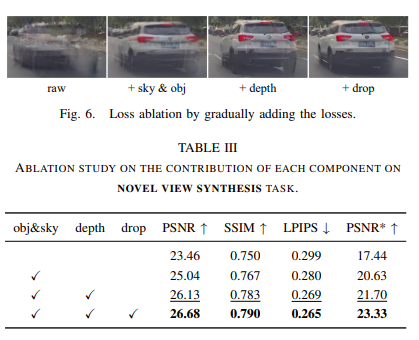 raw + sky & obj + depth + drop
Fig. 6. Loss ablation by gradually adding the losses.
TABLE III
ABLATION STUDY ON THE CONTRIBUTION OF EACH COMPONENT ON
NOVEL VIEW SYNTHESIS TASK.
obj&sky depth drop PSNR ↑ SSIM ↑ LPIPS ↓ PSNR* ↑
23.46 0.750 0.299 17.44
✓ 25.04 0.767 0.280 20.63
✓ ✓ 26.13 0.783 0.269 21.70
✓ ✓ ✓ 26.68 0.790 0.265 23.33